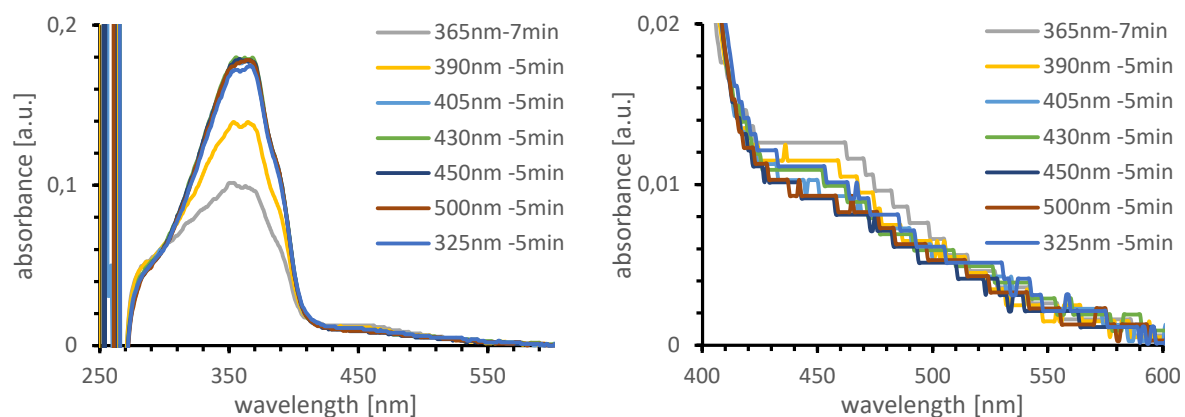 0,2
0,1
0
absorbance [a.u.]
250 350 450 550
wavelength [nm]
365nm-7min
390nm -5min
405nm -5min
430nm -5min
450nm -5min
500nm -5min
325nm -5min
0,02
0,01
0
absorbance [a.u.]
400 450 500 550 600
wavelength [nm]
365nm-7min
390nm -5min
405nm -5min
430nm -5min
450nm -5min
500nm -5min
325nm -5min